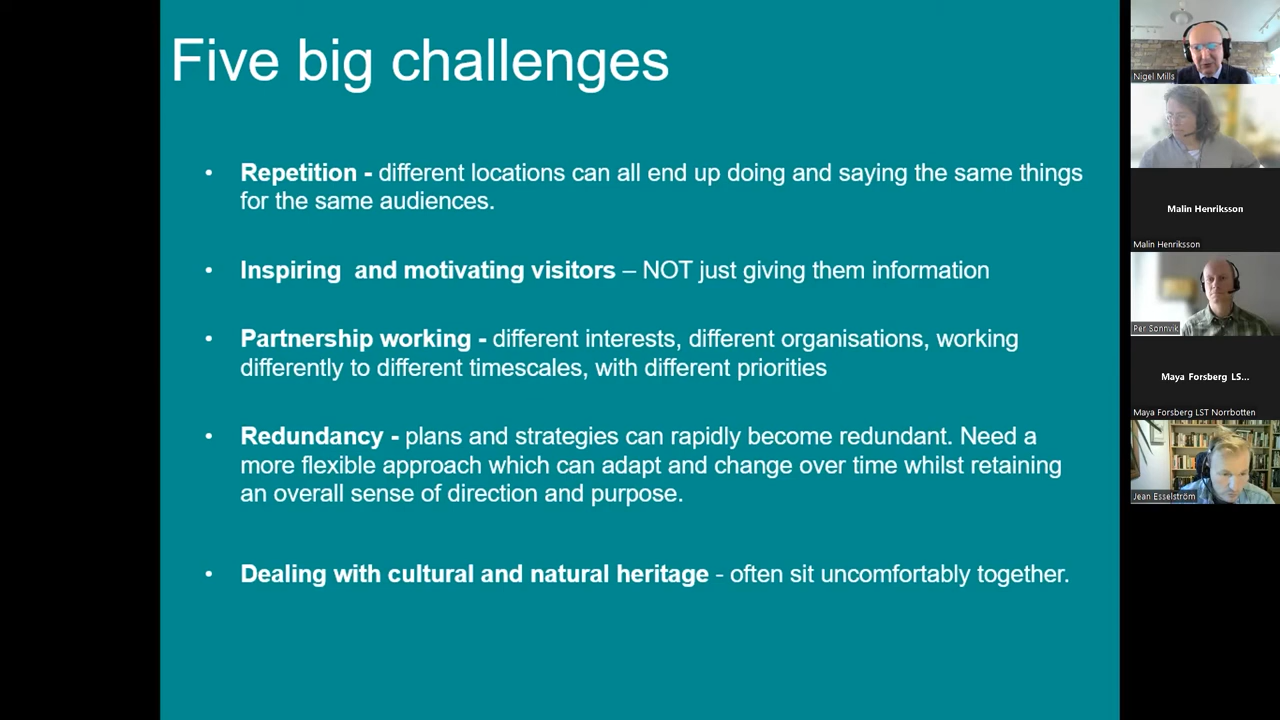 Five big challenges
• Repetition - different locations can all end up doing and saying the same things
for the same audiences.
• Inspiring and motivating visitors – NOT just giving them information
• Partnership working - different interests, different organisations, working
differently to different timescales, with different priorities
• Redundancy - plans and strategies can rapidly become redundant. Need a
more flexible approach which can adapt and change over time whilst retaining
an overall sense of direction and purpose.
• Dealing with cultural and natural heritage - often sit uncomfortably together.
Nigel Mills
Malin Henriksson
Malin Henriksson
Per Sonnvik
Maya Forsberg LS...
Maya Forsberg LST Norrbotten
Jean Esselström